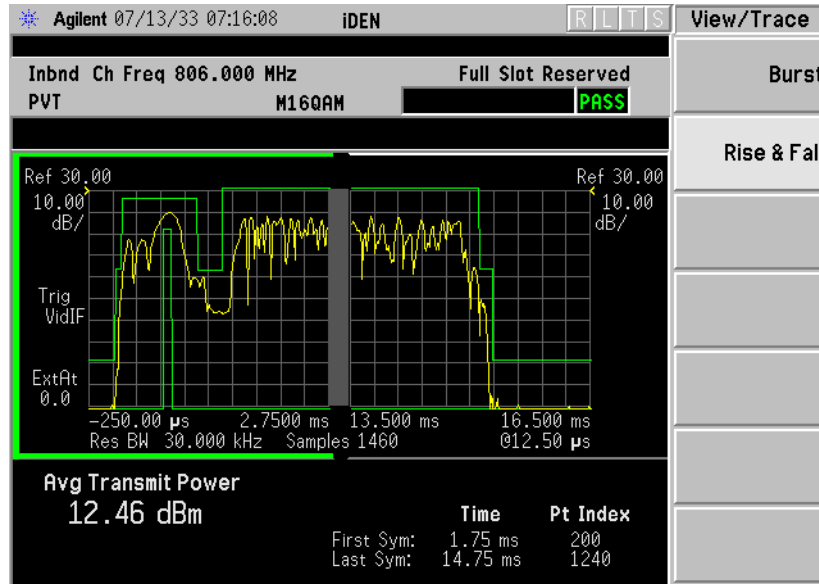 Agilent 07/13/33 07:16:08 iDEN R L T S View/Trace
Inbnd Ch Freq 806.000 MHz Full Slot Reserved
PVT M16QAM PASS
Burst
Rise & Fal
Ref 30.00 Ref 30.00
10.00 10.00
dB/ dB/
Trig
VidIF
ExtAt
0.0
-250.00 µs 2.7500 ms 13.500 ms 16.500 ms
Res BW 30.000 kHz Samples 1460 @12.50 µs
Avg Transmit Power
12.46 dBm
Time Pt Index
First Sym: 1.75 ms 200
Last Sym: 14.75 ms 1240